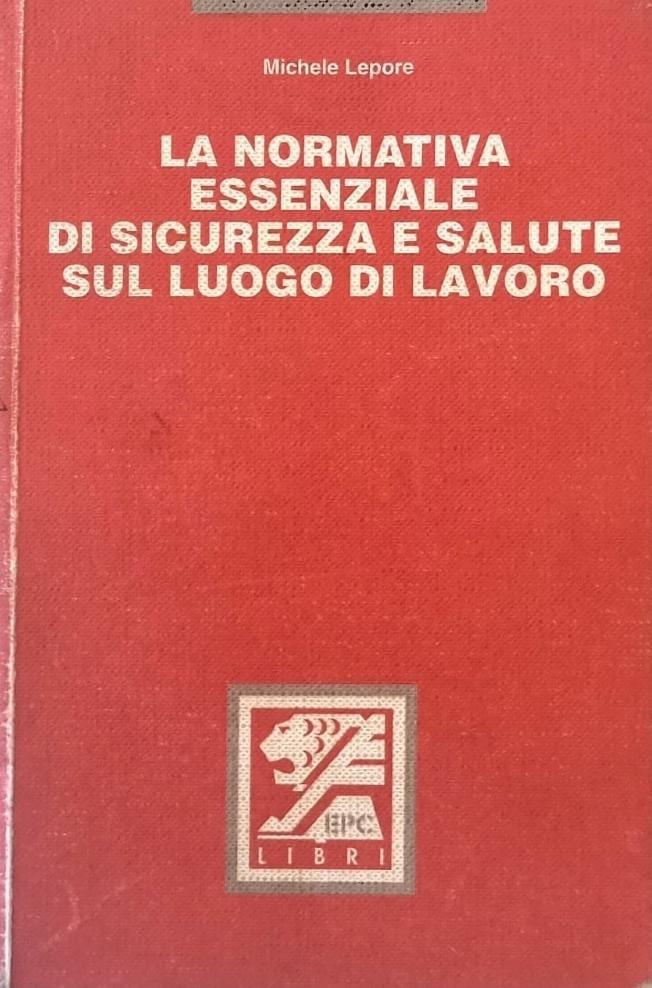 Michele Lepore
LA NORMATIVA
ESSENZIALE
DI SICUREZZA E SALUTE
SUL LUOGO DI LAVORO
EPC
LIBRI